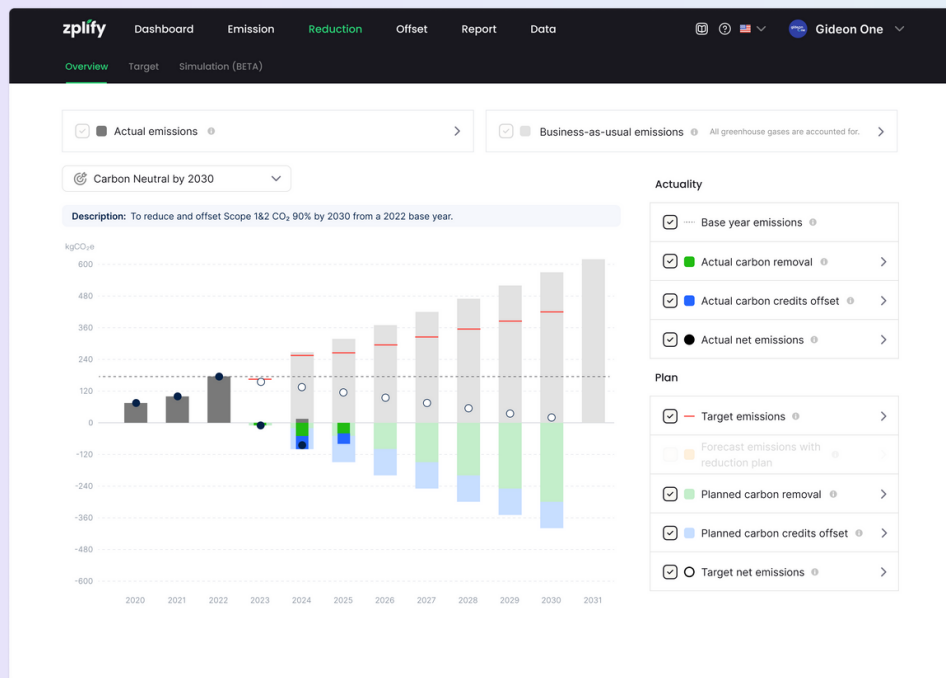 zplify
Dashboard
Emission
Reduction
Offset
Report
Data
Gideon One
Overview
Target
Simulation (BETA)
Actual emissions
Business-as-usual emissions
All greenhouse gases are accounted for.
Carbon Neutral by 2030
Description: To reduce and offset Scope 1&2 CO₂ 90% by 2030 from a 2022 base year.
kgCO₂e
600
480
360
240
120
0
-120
-240
-360
-480
-600
2020
2021
2022
2023
2024
2025
2026
2027
2028
2029
2030
2031
Actuality
Base year emissions
Actual carbon removal
Actual carbon credits offset
Actual net emissions
Plan
Target emissions
Forecast emissions with
reduction plan
Planned carbon removal
Planned carbon credits offset
Target net emissions